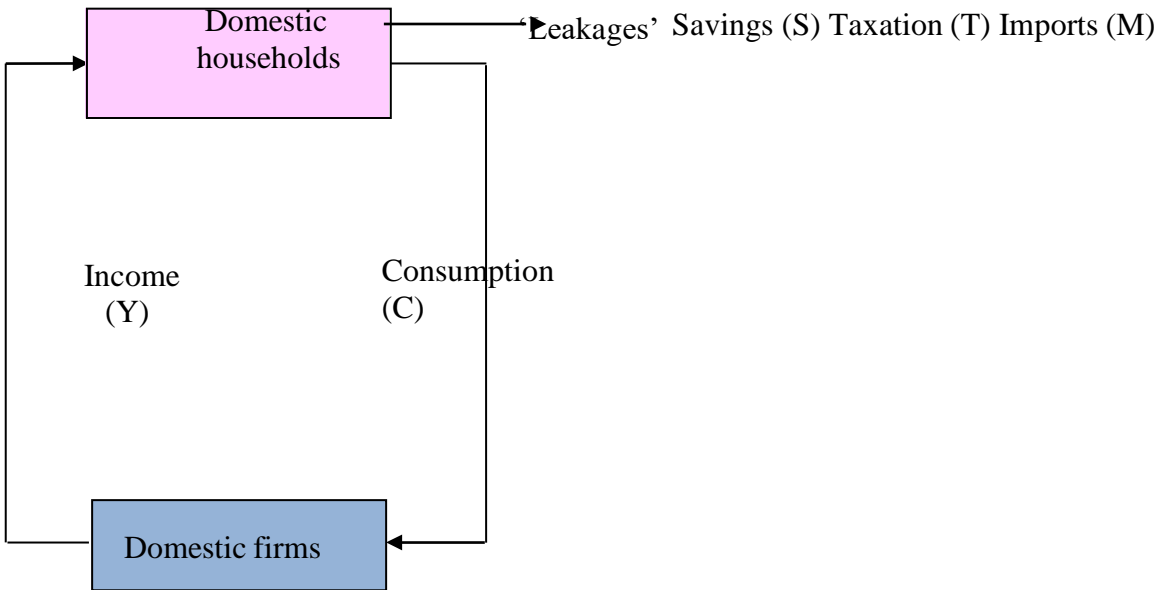 Domestic
households
‘Leakages’ Savings (S) Taxation (T) Imports (M)
Income
(Y)
Consumption
(C)
Domestic firms